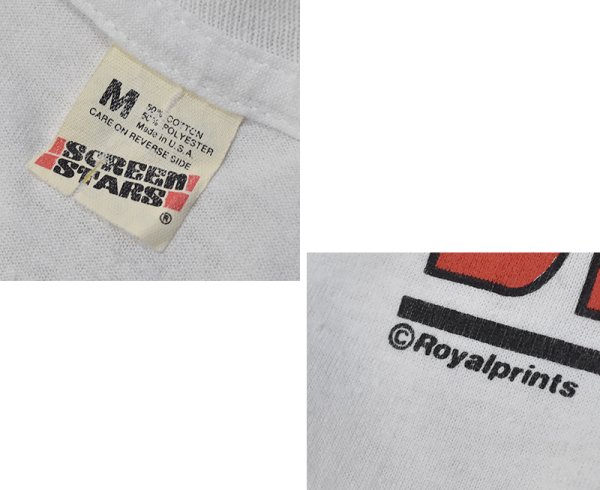 M
50% COTTON
50% POLYESTER
Made in U.S.A.
CARE ON REVERSE SIDE
SCREEN
STARS
®
©Royalprints